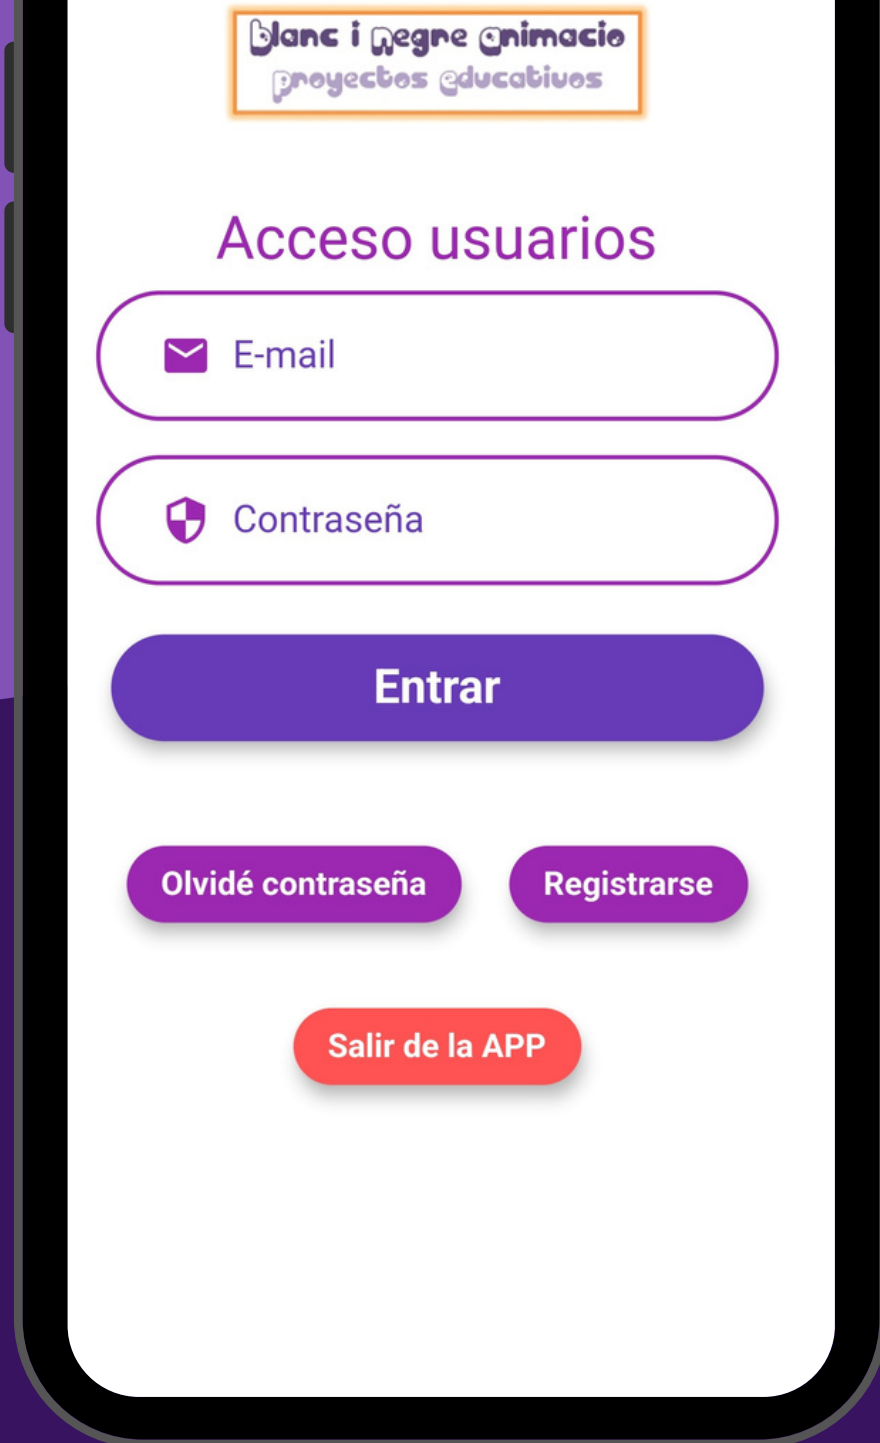 Blanc i Negre Animacio
Proyectos Educativos
Acceso usuarios
E-mail
Contraseña
Entrar
Olvidé contraseña
Registrarse
Salir de la APP